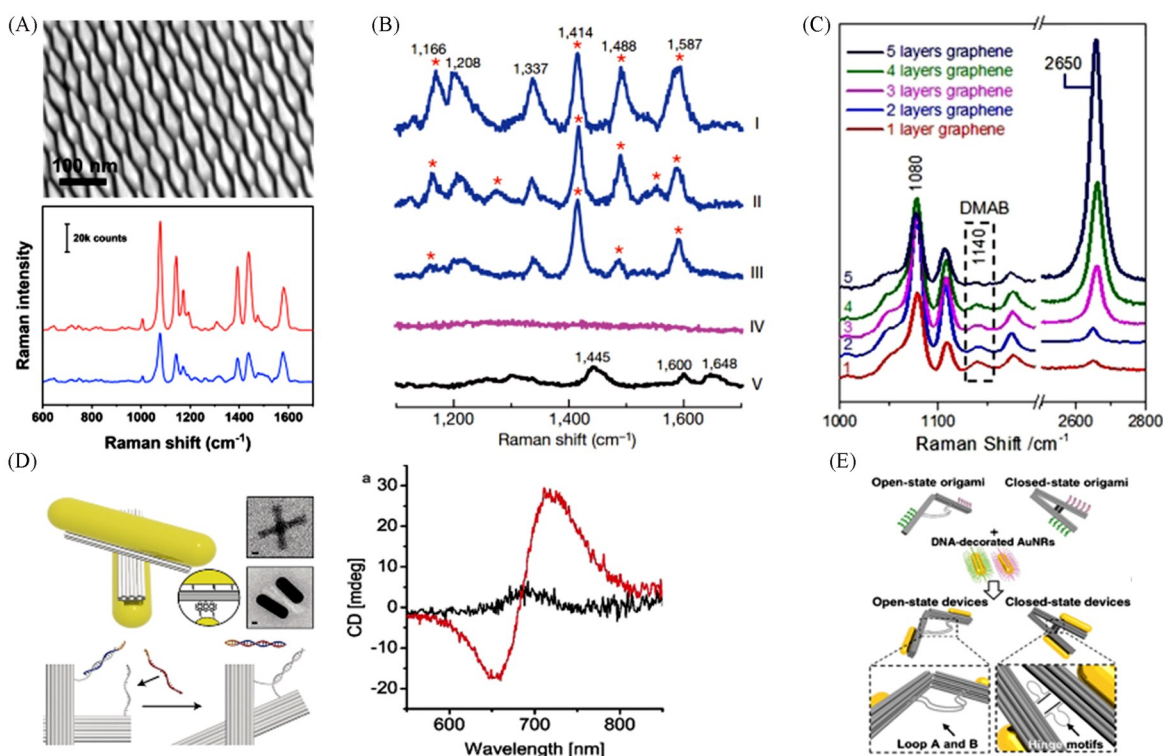 (A)
100 nm
Raman intensity
20k counts
600 800 1000 1200 1400 1600
Raman shift (cm⁻¹)
(B)
1,166
1,208
1,337
1,414
1,488
1,587
*
*
*
*
I
*
*
*
*
*
*
II
*
*
*
*
III
IV
1,445
1,600
1,648
V
1,200 1,400 1,600
Raman shift (cm⁻¹)
(C)
5 layers graphene
4 layers graphene
3 layers graphene
2 layers graphene
1 layer graphene
2650
1080
DMAB
1140
5
4
3
2
1
1000 1100 2600 2800
Raman Shift /cm⁻¹
(D)
a
CD [mdeg]
30
20
10
0
-10
-20
600 700 800
Wavelength [nm]
(E)
Open-state origami Closed-state origami
+
DNA-decorated AuNRs
Open-state devices Closed-state devices
Loop A and B
Hinge motifs